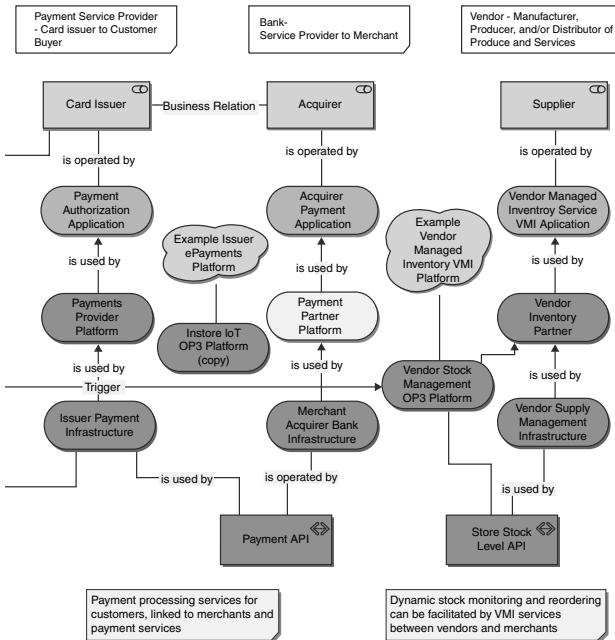 Payment Service Provider
- Card issuer to Customer
Buyer
Bank-
Service Provider to Merchant
Vendor - Manufacturer,
Producer, and/or Distributor of
Produce and Services
Card Issuer
Business Relation
Acquirer
Supplier
is operated by
is operated by
is operated by
Payment
Authorization
Application
Acquirer
Payment
Application
Vendor Managed
Inventroy Service
VMI Aplication
Example Issuer
ePayments
Platform
Example
Vendor
Managed
Inventory VMI
Platform
is used by
is used by
is used by
Payments
Provider
Platform
Instore IoT
OP3 Platform
(copy)
Payment
Partner
Platform
Vendor
Inventory
Partner
is used by
is used by
is used by
Trigger
Vendor Stock
Management
OP3 Platform
Issuer Payment
Infrastructure
Merchant
Acquirer Bank
Infrastructure
Vendor Supply
Management
Infrastructure
is used by
is operated by
is used by
Payment API
Store Stock
Level API
Payment processing services for
customers, linked to merchants and
payment services
Dynamic stock monitoring and reordering
can be facilitated by VMI services
between vendors and merchants